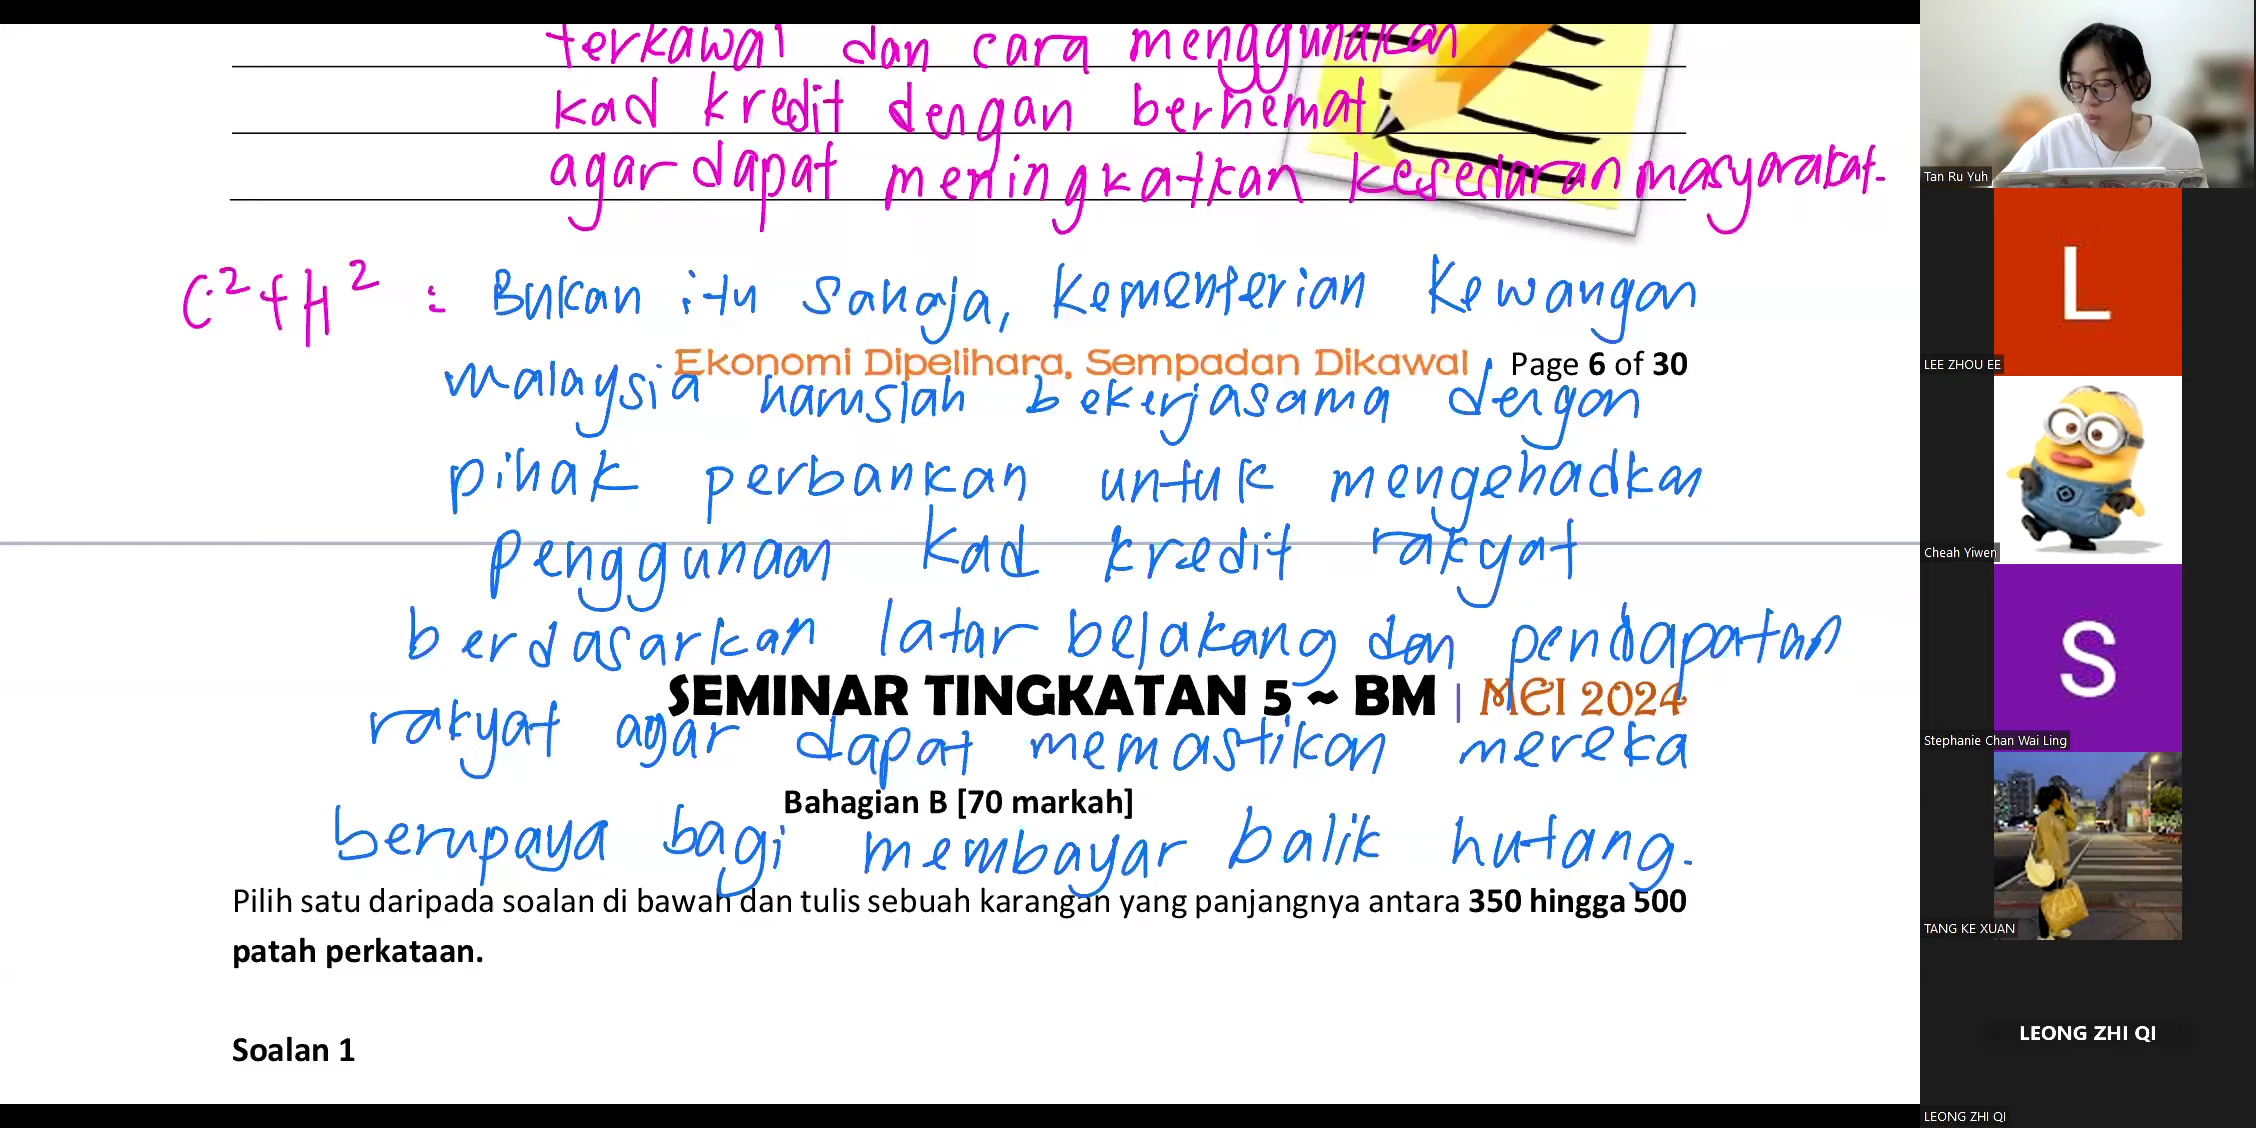 terkawal dan cara menggunakan
kad kredit dengan berhemat
agar dapat meningkatkan kesedaran masyarakat.
C²+H² : Bukan itu sahaja, Kementerian Kewangan
Ekonomi Dipelihara, Sempadan Dikawal Page 6 of 30
malaysia haruslah bekerjasama dengan
pihak perbankan untuk mengehadkan
penggunaan kad kredit rakyat
berdasarkan latar belakang dan pendapatan
SEMINAR TINGKATAN 5 ~ BM | MEI 2024
rakyat agar dapat memastikan mereka
Bahagian B [70 markah]
berupaya bagi membayar balik hutang.
Pilih satu daripada soalan di bawah dan tulis sebuah karangan yang panjangnya antara 350 hingga 500
patah perkataan.
Soalan 1
Tan Ru Yuh
L
LEE ZHOU EE
Cheah Yiwen
S
Stephanie Chan Wai Ling
TANG KE XUAN
LEONG ZHI QI
LEONG ZHI QI